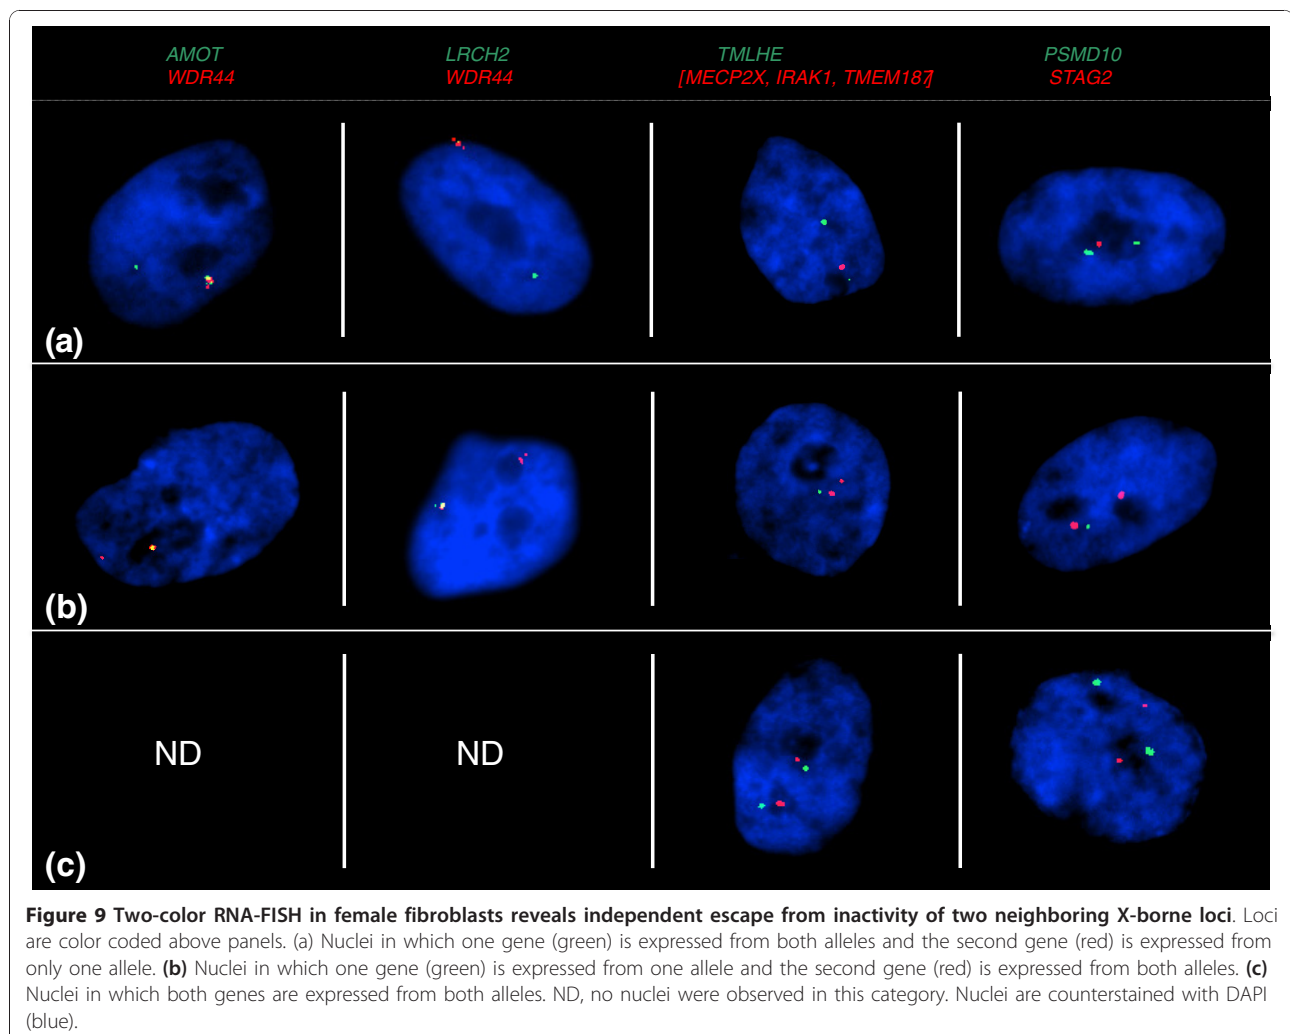 AMOT LRCH2 TMLHE PSMD10
WDR44 WDR44 [MECP2X, IRAK1, TMEM187] STAG2
(a)
(b)
ND ND
(c)
Figure 9 Two-color RNA-FISH in female fibroblasts reveals independent escape from inactivity of two neighboring X-borne loci. Loci
are color coded above panels. (a) Nuclei in which one gene (green) is expressed from both alleles and the second gene (red) is expressed from
only one allele. (b) Nuclei in which one gene (green) is expressed from one allele and the second gene (red) is expressed from both alleles. (c)
Nuclei in which both genes are expressed from both alleles. ND, no nuclei were observed in this category. Nuclei are counterstained with DAPI
(blue).